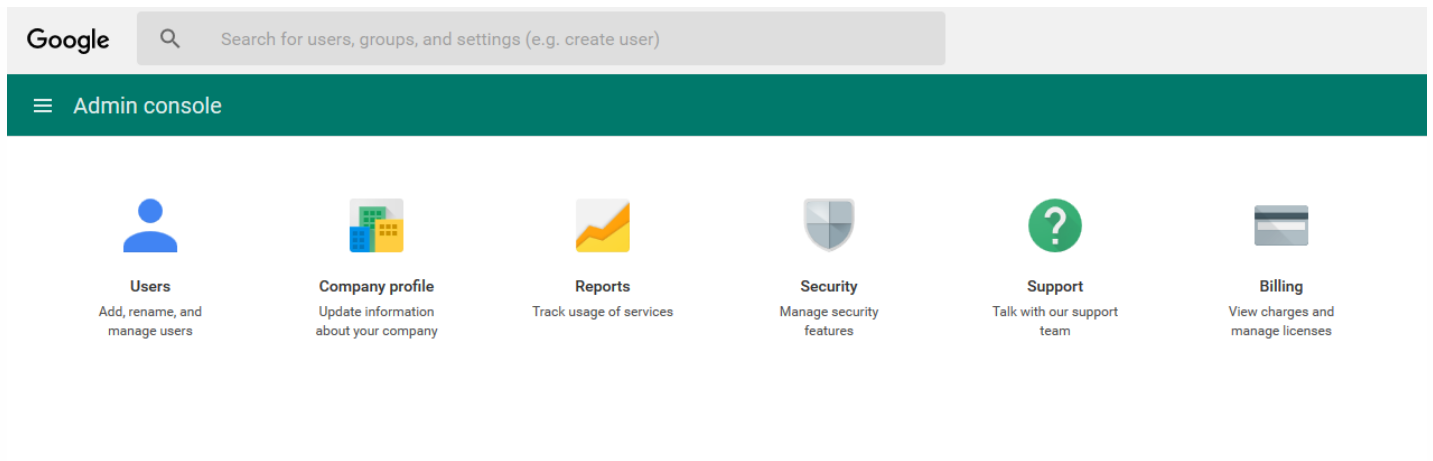 Google
Search for users, groups, and settings (e.g. create user)
Admin console
Users
Add, rename, and
manage users
Company profile
Update information
about your company
Reports
Track usage of services
Security
Manage security
features
?
Support
Talk with our support
team
Billing
View charges and
manage licenses